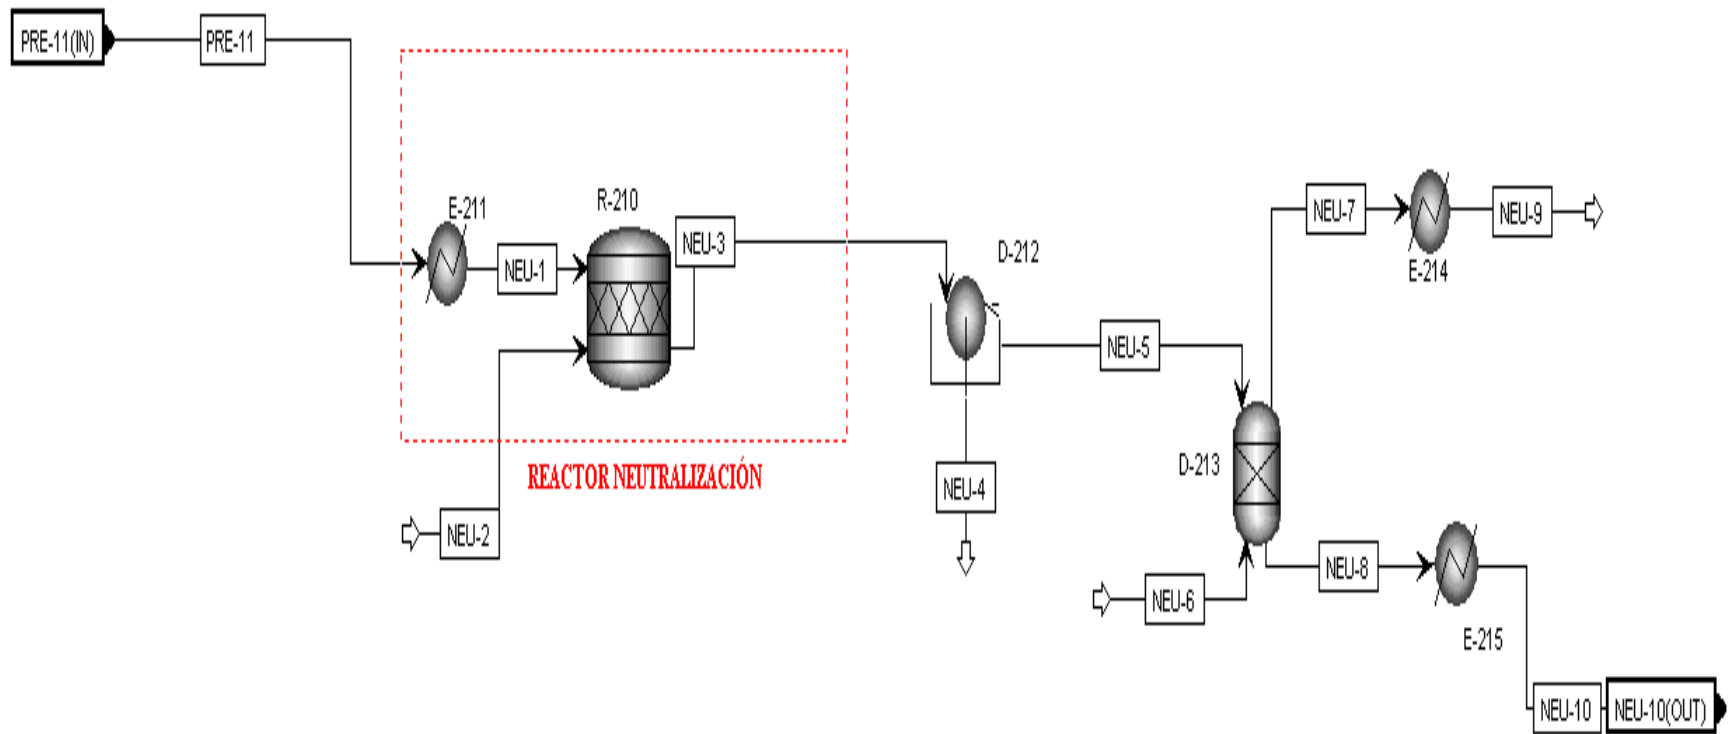 PRE-11(IN)
PRE-11
E-211
R-210
NEU-1
NEU-3
NEU-2
REACTOR NEUTRALIZACIÓN
D-212
NEU-4
NEU-5
D-213
NEU-6
NEU-7
E-214
NEU-9
NEU-8
E-215
NEU-10
NEU-10(OUT)